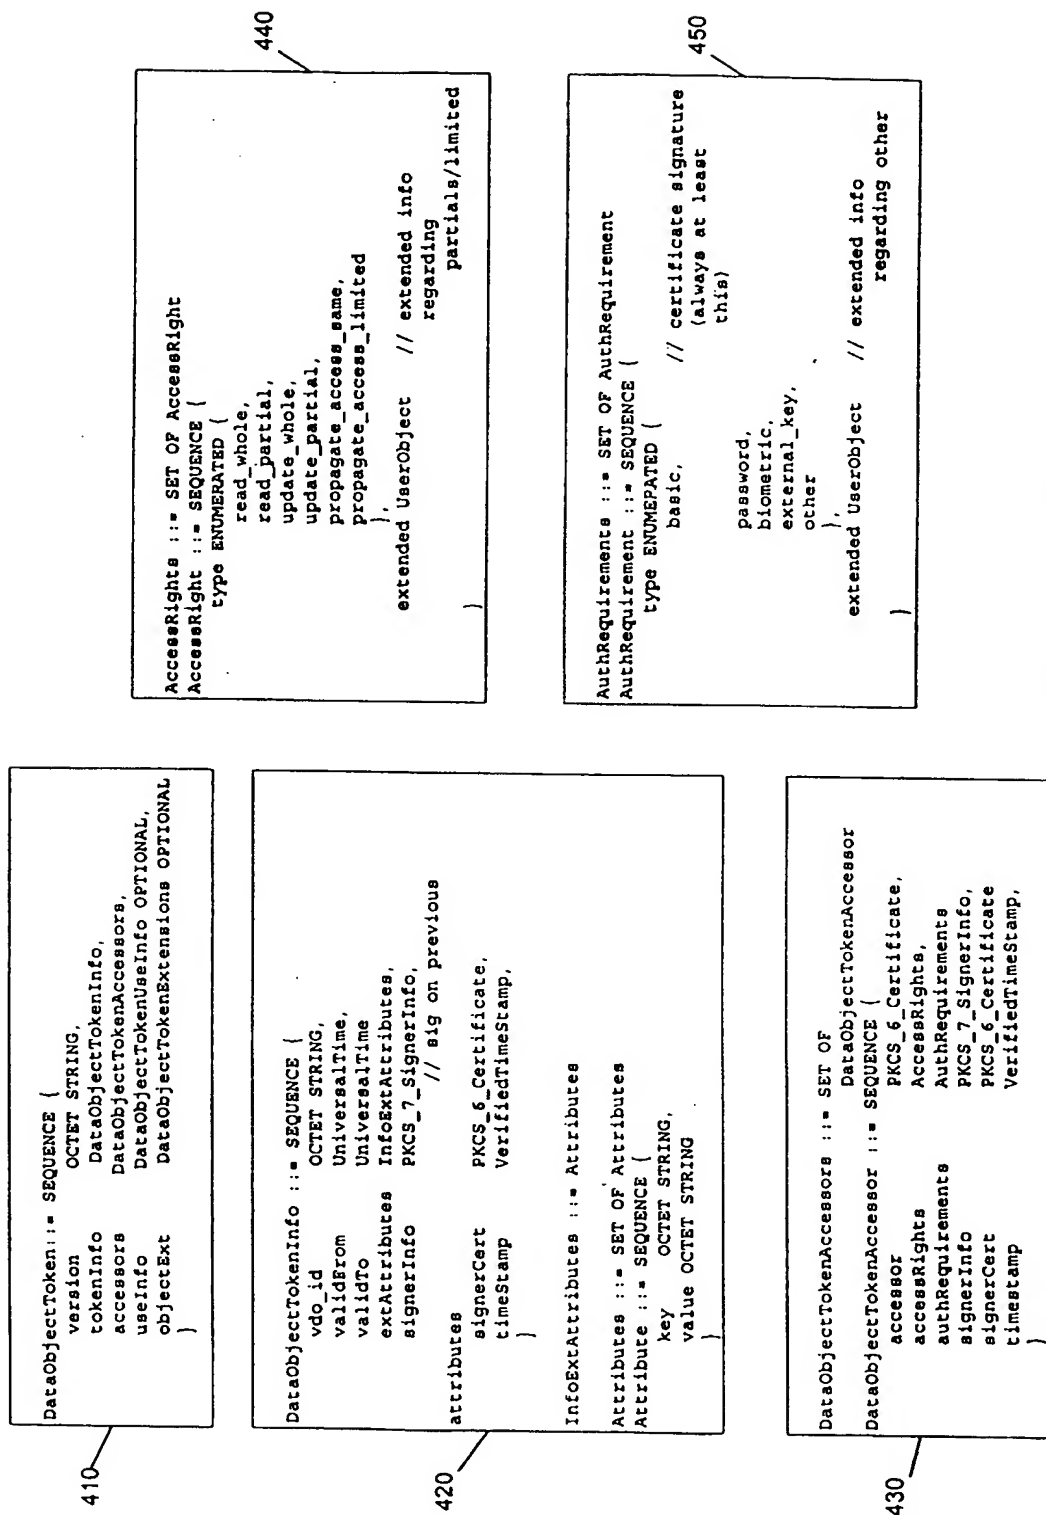 410
DataObjectToken::= SEQUENCE {
version OCTET STRING,
tokenInfo DataObjectTokenInfo,
accessors DataObjectTokenAccessors,
useInfo DataObjectTokenUseInfo OPTIONAL,
objectExt DataObjectTokenExtensions OPTIONAL
}
420
DataObjectTokenInfo ::= SEQUENCE {
vdo_id OCTET STRING,
validFrom UniversalTime,
validTo UniversalTime
extAttributes InfoExtAttributes,
signerInfo PKCS_7_SignerInfo,
// sig on previous
attributes
signerCert PKCS_6_Certificate,
timeStamp VerifiedTimeStamp,
}
InfoExtAttributes ::= Attributes
Attributes ::= SET OF Attributes
Attribute ::= SEQUENCE {
key OCTET STRING,
value OCTET STRING
}
430
DataObjectTokenAccessors ::= SET OF
DataObjectTokenAccessor
DataObjectTokenAccessor ::= SEQUENCE {
accessor PKCS_6_Certificate,
accessRights AccessRights,
authRequirements AuthRequirements
signerInfo PKCS_7_SignerInfo,
signerCert PKCS_6_Certificate
timestamp VerifiedTimeStamp,
}
440
AccessRights ::= SET OF AccessRight
AccessRight ::= SEQUENCE {
type ENUMERATED {
read_whole,
read_partial,
update_whole,
update_partial,
propagate_access_same,
propagate_access_limited
},
extended UserObject // extended info
regarding
partials/limited
}
450
AuthRequirements ::= SET OF AuthRequirement
AuthRequirement ::= SEQUENCE {
type ENUMEPATED {
basic, // certificate signature
(always at least
this)
password,
biometric,
external_key,
other
},
extended UserObject // extended info
regarding other
}